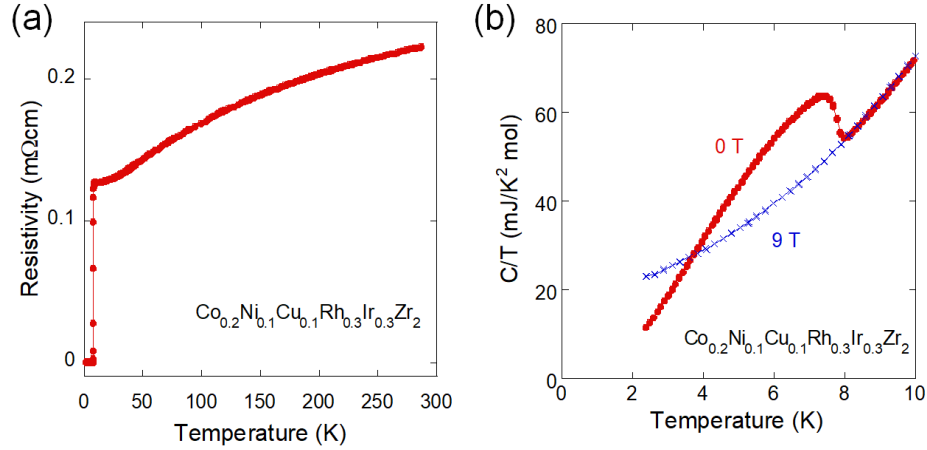 (a)
0.2
0.1
0
Resistivity (mΩcm)
Co0.2Ni0.1Cu0.1Rh0.3Ir0.3Zr2
0 50 100 150 200 250 300
Temperature (K)
(b)
80
60
40
20
0
C/T (mJ/K² mol)
0 T
9 T
Co0.2Ni0.1Cu0.1Rh0.3Ir0.3Zr2
0 2 4 6 8 10
Temperature (K)